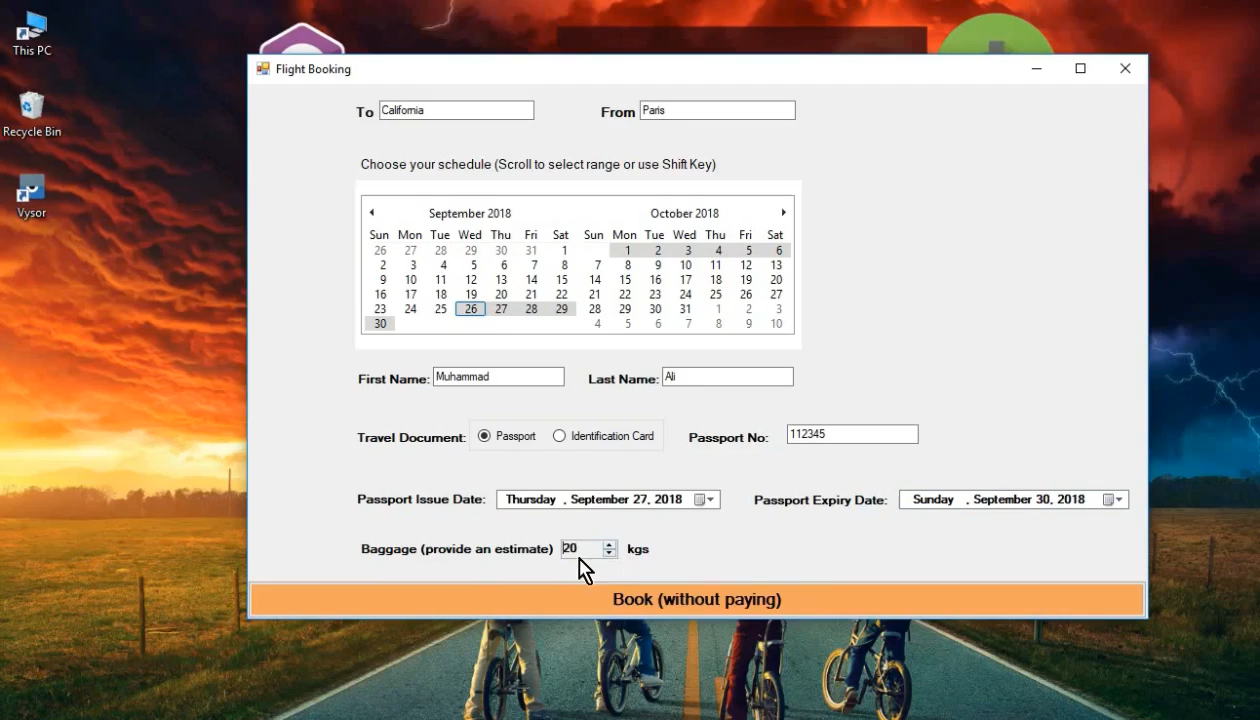 This PC
Recycle Bin
Vysor
Flight Booking
To California From Paris
Choose your schedule (Scroll to select range or use Shift Key)
September 2018 October 2018
Sun Mon Tue Wed Thu Fri Sat Sun Mon Tue Wed Thu Fri Sat
26 27 28 29 30 31 1 1 2 3 4 5 6
2 3 4 5 6 7 8 7 8 9 10 11 12 13
9 10 11 12 13 14 15 14 15 16 17 18 19 20
16 17 18 19 20 21 22 21 22 23 24 25 26 27
23 24 25 26 27 28 29 28 29 30 31 1 2 3
30 4 5 6 7 8 9 10
First Name: Muhammad Last Name: Ali
Travel Document: Passport Identification Card Passport No: 112345
Passport Issue Date: Thursday , September 27, 2018 Passport Expiry Date: Sunday , September 30, 2018
Baggage (provide an estimate) 20 kgs
Book (without paying)